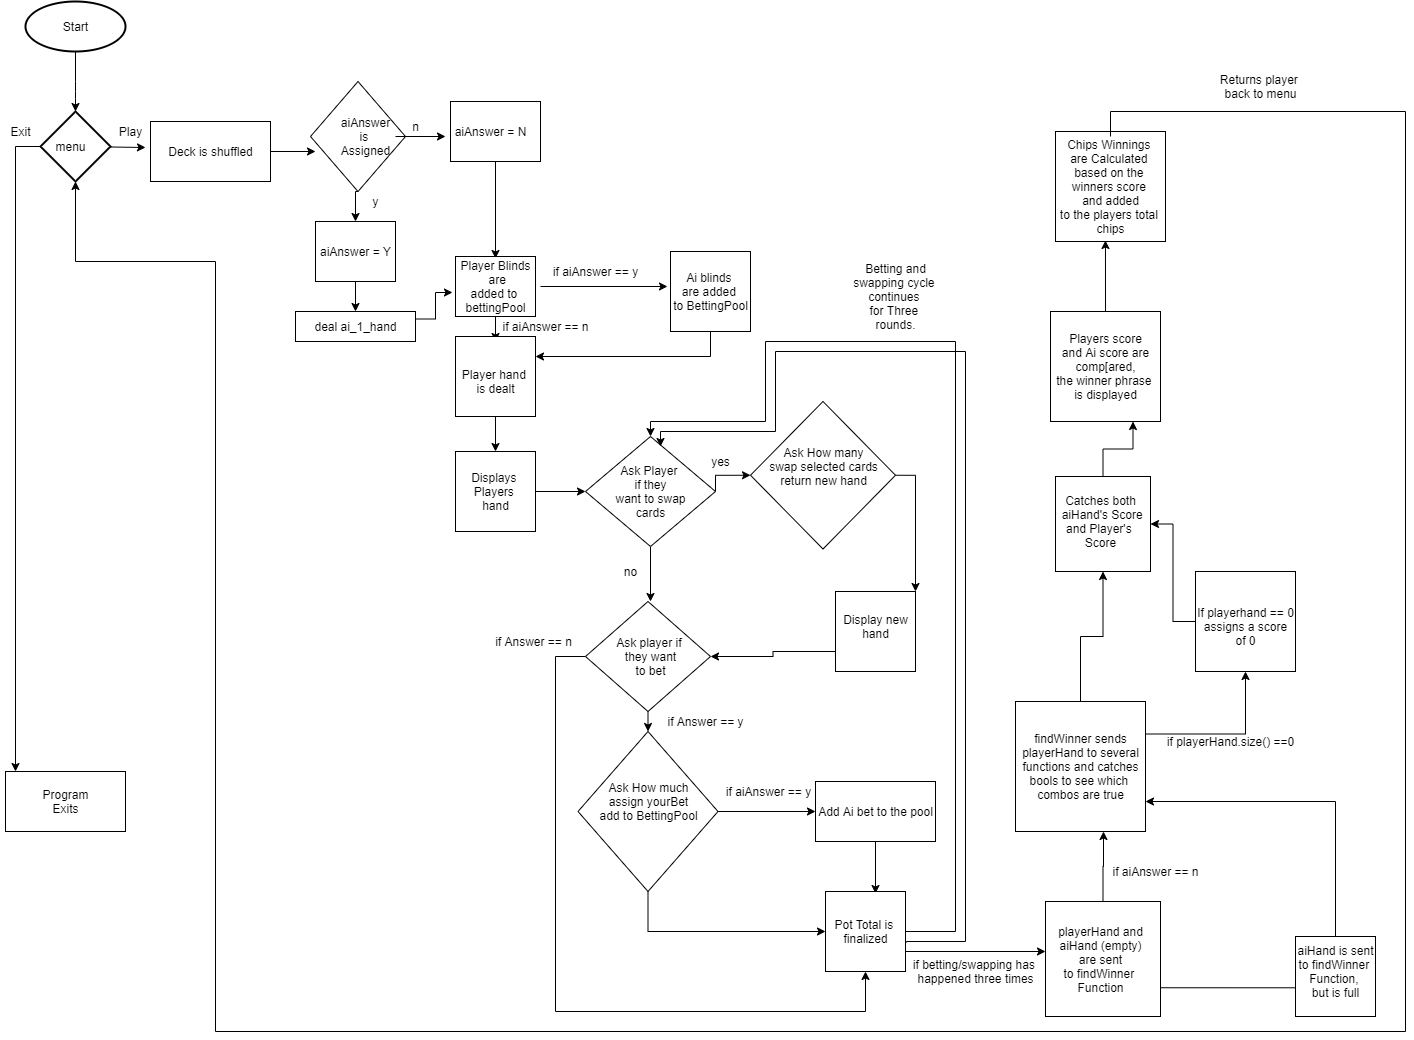 Start
Returns player
back to menu
Exit
menu
Play
Deck is shuffled
aiAnswer
is
Assigned
n
aiAnswer = N
y
aiAnswer = Y
deal ai_1_hand
Player Blinds
are
added to
bettingPool
if aiAnswer == y
Ai blinds
are added
to BettingPool
if aiAnswer == n
Player hand
is dealt
Displays
Players
hand
Betting and
swapping cycle
continues
for Three
rounds.
Ask Player
if they
want to swap
cards
yes
Ask How many
swap selected cards
return new hand
no
Display new
hand
if Answer == n
Ask player if
they want
to bet
if Answer == y
Ask How much
assign yourBet
add to BettingPool
if aiAnswer == y
Add Ai bet to the pool
Pot Total is
finalized
if betting/swapping has
happened three times
playerHand and
aiHand (empty)
are sent
to findWinner
Function
aiHand is sent
to findWinner
Function,
but is full
if aiAnswer == n
findWinner sends
playerHand to several
functions and catches
bools to see which
combos are true
if playerHand.size() ==0
If playerhand == 0
assigns a score
of 0
Catches both
aiHand's Score
and Player's
Score
Players score
and Ai score are
comp[ared,
the winner phrase
is displayed
Chips Winnings
are Calculated
based on the
winners score
and added
to the players total
chips
Program
Exits